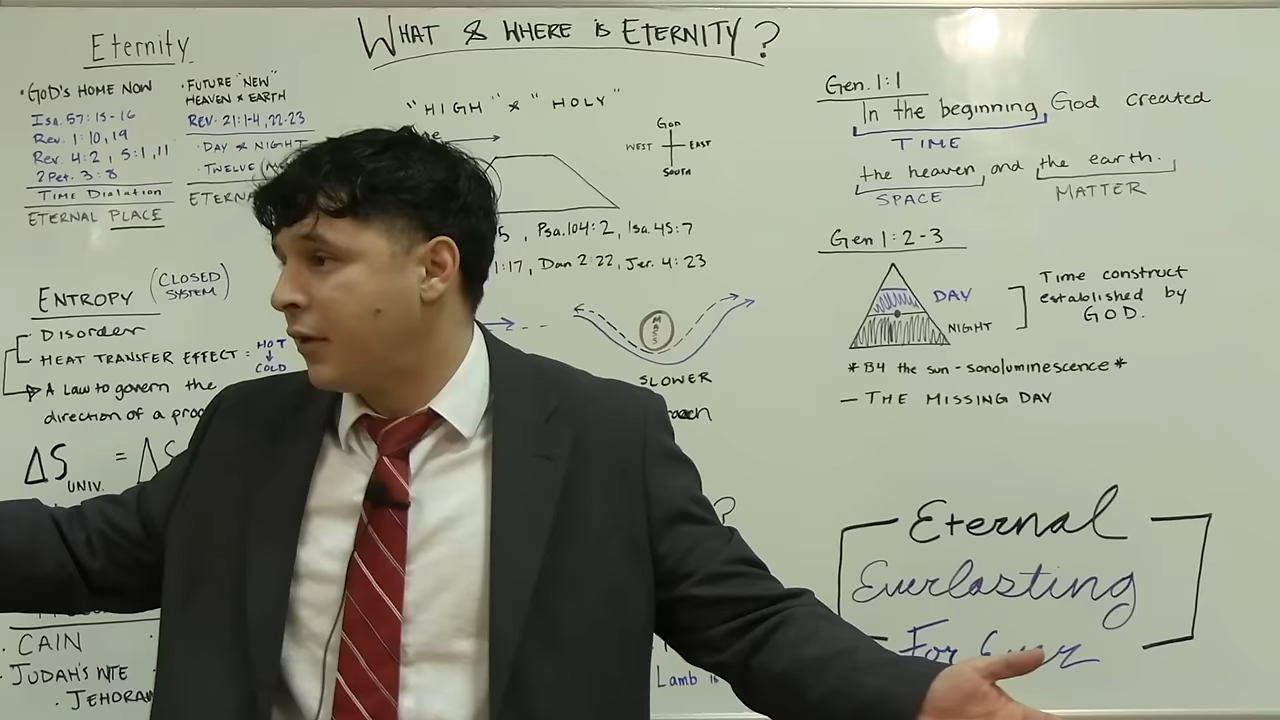 WHAT & WHERE IS ETERNITY?
Eternity
• GOD'S HOME NOW
Isa. 57:15-16
Rev. 1:10,19
Rev. 4:2, 5:1,11
2 Pet. 3:8
TIME Dialation
ETERNAL PLACE
• FUTURE "NEW"
HEAVEN & EARTH
REV. 21:1-4, 22-23
• DAY & NIGHT
• TWELVE
"HIGH" & "HOLY"
GOD
WEST
EAST
SOUTH
Psa. 104:2, Isa. 45:7
1:17, Dan 2:22, Jer. 4:23
MASS
SLOWER
ENTROPY (CLOSED SYSTEM)
Disorder
HEAT TRANSFER EFFECT = HOT
COLD
A LAW to govern the
direction of a
ΔS UNIV. = ΔS
• CAIN
• JUDAH'S
Gen. 1:1
In the beginning, God created
TIME
the heaven, and the earth.
SPACE
MATTER
Gen 1:2-3
DAY
NIGHT
Time construct
established by
GOD.
* B4 the sun - sonoluminescence *
— THE MISSING DAY
Eternal
Everlasting
For Ever
Lamb